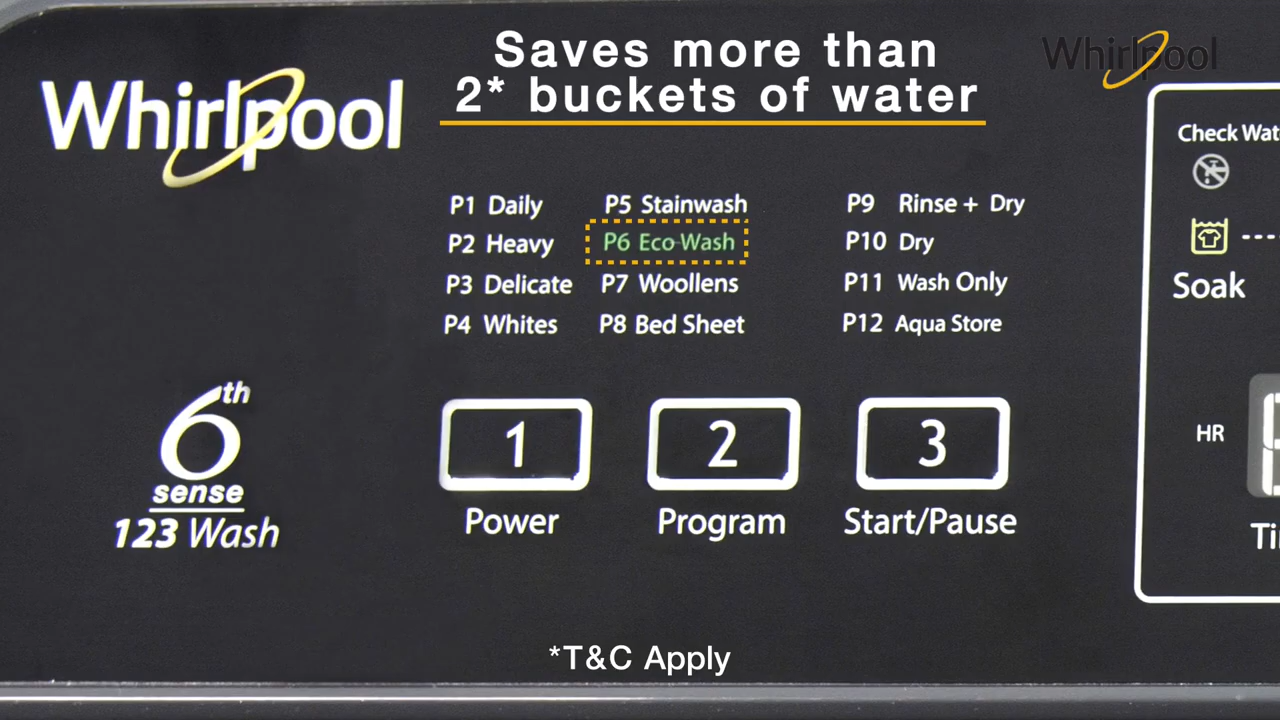 Saves more than
2* buckets of water
Whirlpool
Whirlpool
P1 Daily
P2 Heavy
P3 Delicate
P4 Whites
P5 Stainwash
P6 Eco Wash
P7 Woollens
P8 Bed Sheet
P9 Rinse + Dry
P10 Dry
P11 Wash Only
P12 Aqua Store
Soak
HR
6th
sense
123 Wash
1
2
3
Power
Program
Start/Pause
Check
*T&C Apply